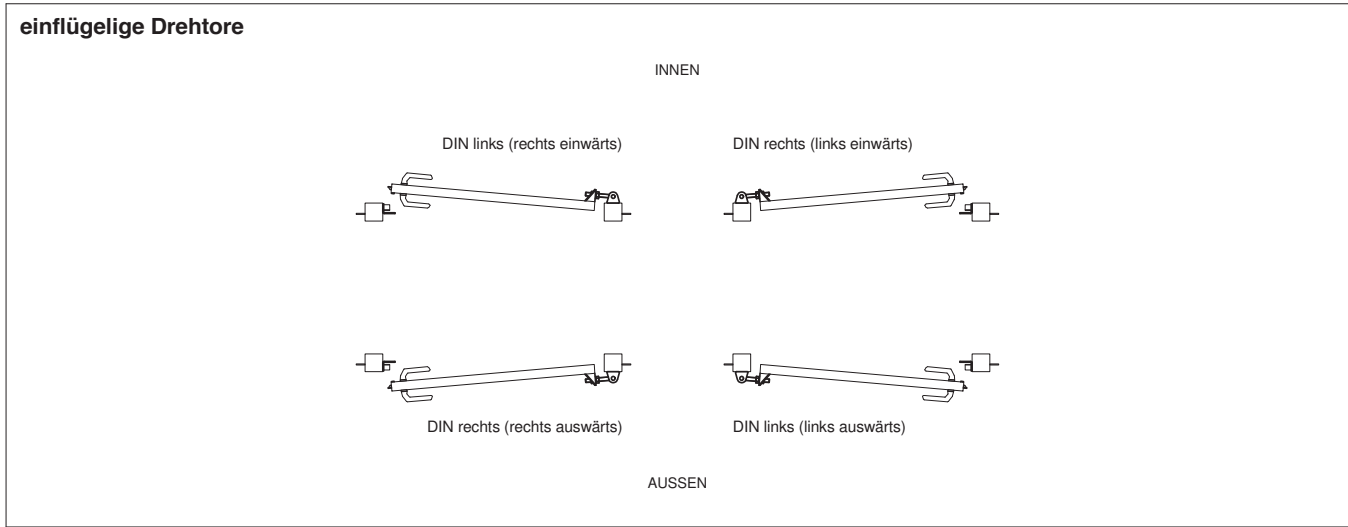 einflügelige Drehtore
INNEN
DIN links (rechts einwärts)
DIN rechts (links einwärts)
DIN rechts (rechts auswärts)
DIN links (links auswärts)
AUSSEN